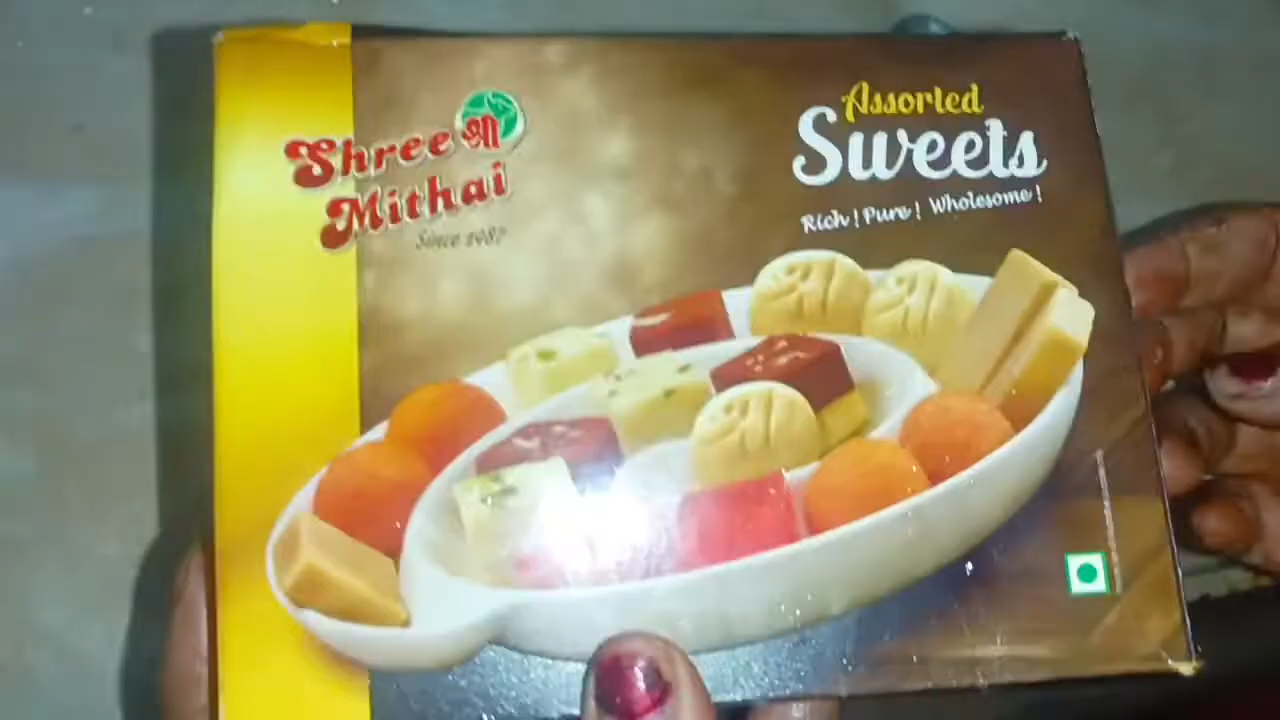 Shree श्री
Mithai
Since 1987
Assorted
Sweets
Rich! Pure! Wholesome!